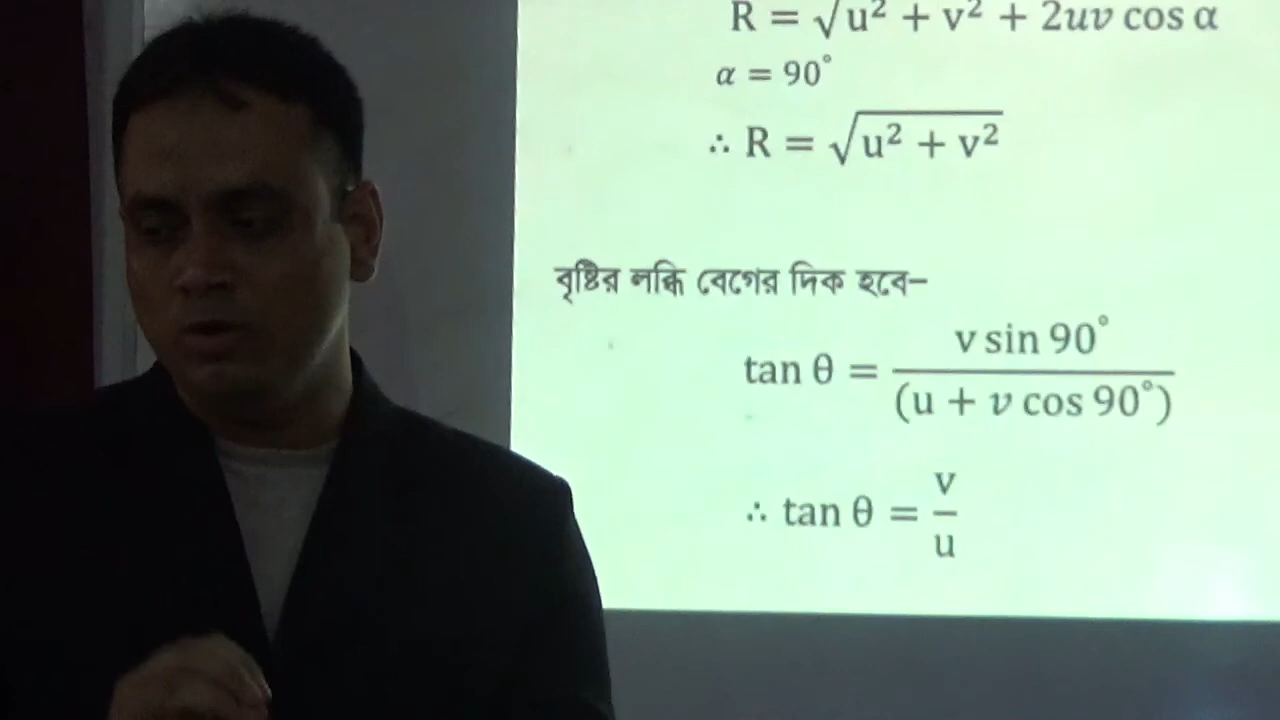 R = √u² + v² + 2uv cos α
α = 90°
∴ R = √u² + v²
বৃষ্টির লব্ধি বেগের দিক হবে–
tan θ = v sin 90° / (u + v cos 90°)
∴ tan θ = v / u